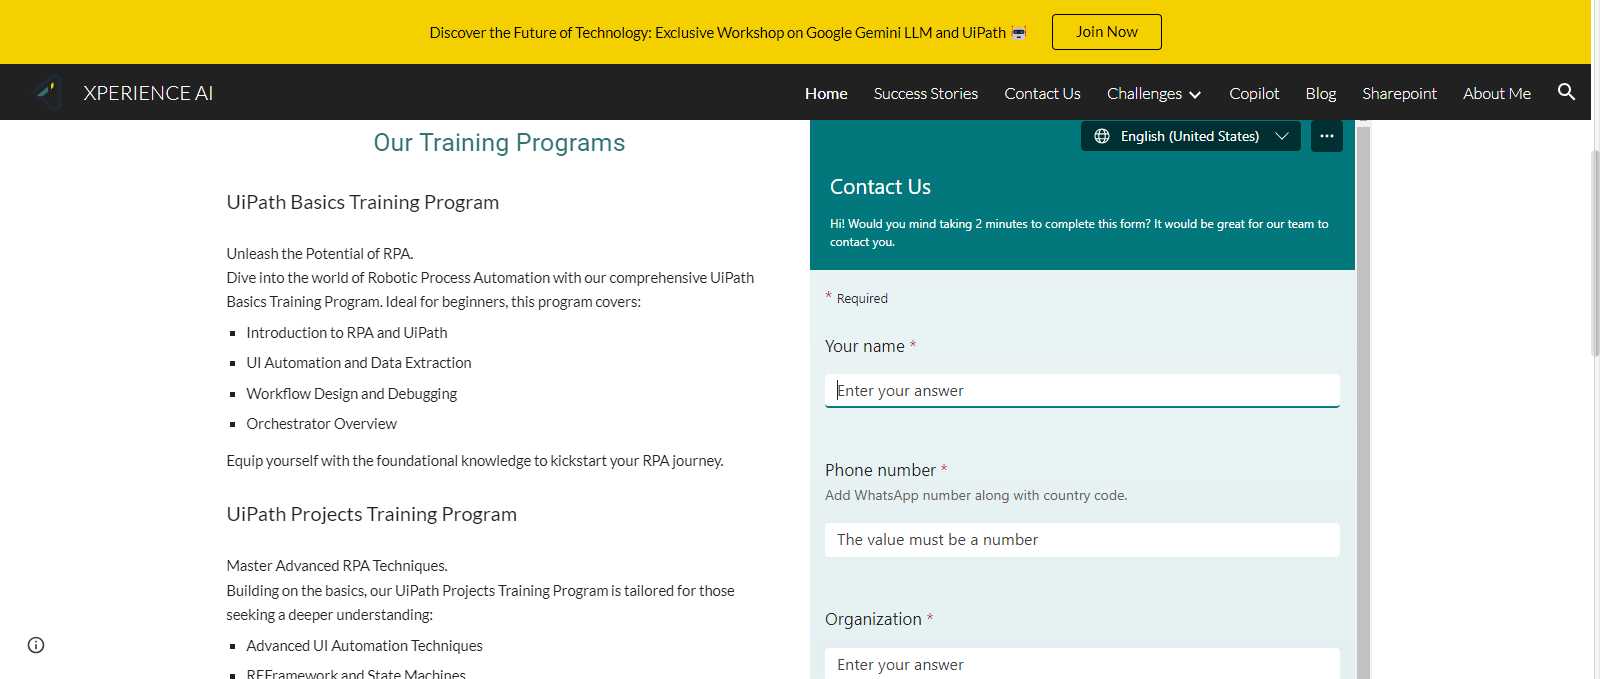 Discover the Future of Technology: Exclusive Workshop on Google Gemini LLM and UiPath 🤖
Join Now
XPERIENCE AI
Home
Success Stories
Contact Us
Challenges
Copilot
Blog
Sharepoint
About Me
Our Training Programs
UiPath Basics Training Program
Unleash the Potential of RPA.
Dive into the world of Robotic Process Automation with our comprehensive UiPath
Basics Training Program. Ideal for beginners, this program covers:
▪ Introduction to RPA and UiPath
▪ UI Automation and Data Extraction
▪ Workflow Design and Debugging
▪ Orchestrator Overview
Equip yourself with the foundational knowledge to kickstart your RPA journey.
UiPath Projects Training Program
Master Advanced RPA Techniques.
Building on the basics, our UiPath Projects Training Program is tailored for those
seeking a deeper understanding:
▪ Advanced UI Automation Techniques
▪ REFramework and State Machines
English (United States)
...
Contact Us
Hi! Would you mind taking 2 minutes to complete this form? It would be great for our team to
contact you.
* Required
Your name *
Enter your answer
Phone number *
Add WhatsApp number along with country code.
The value must be a number
Organization *
Enter your answer